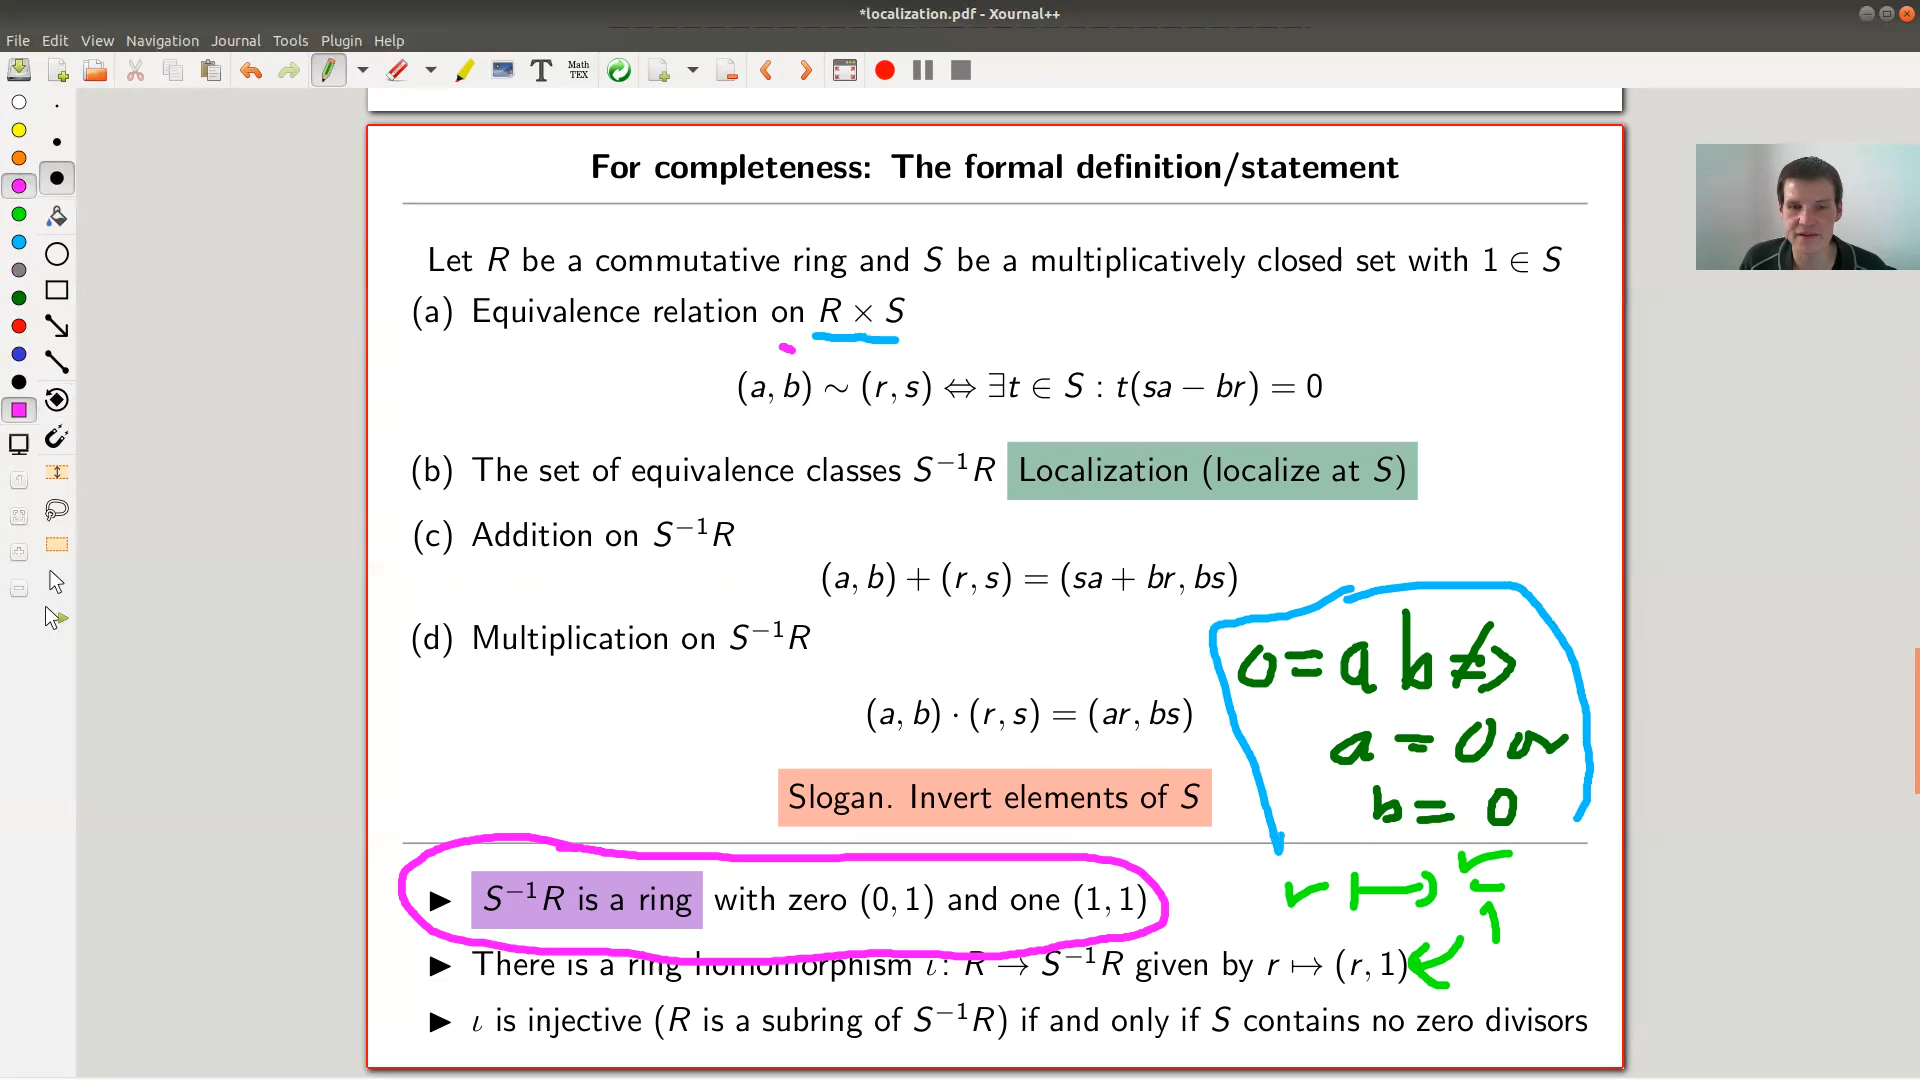 *localization.pdf - Xournal++
File Edit View Navigation Journal Tools Plugin Help
Math
TEX
For completeness: The formal definition/statement
Let R be a commutative ring and S be a multiplicatively closed set with 1 ∈ S
(a) Equivalence relation on R × S
(a, b) ∼ (r, s) ⇔ ∃t ∈ S : t(sa − br) = 0
(b) The set of equivalence classes S⁻¹R Localization (localize at S)
(c) Addition on S⁻¹R
(a, b) + (r, s) = (sa + br, bs)
(d) Multiplication on S⁻¹R
(a, b) · (r, s) = (ar, bs)
0 = a b ⇏
a = 0 or
b = 0
Slogan. Invert elements of S
r ↦ r/1
▶ S⁻¹R is a ring with zero (0, 1) and one (1, 1)
▶ There is a ring homomorphism ι: R → S⁻¹R given by r ↦ (r, 1)
▶ ι is injective (R is a subring of S⁻¹R) if and only if S contains no zero divisors